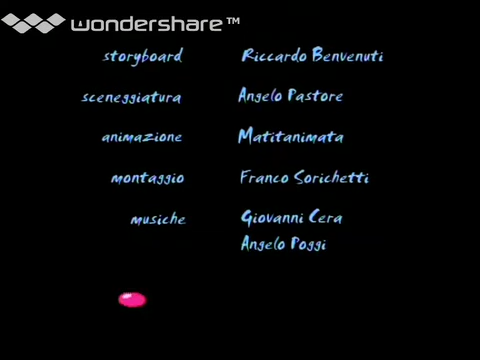 wondershare™
storyboard Riccardo Benvenuti
sceneggiatura Angelo Pastore
animazione Matitanimata
montaggio Franco Sorichetti
musiche Giovanni Cera
Angelo Poggi